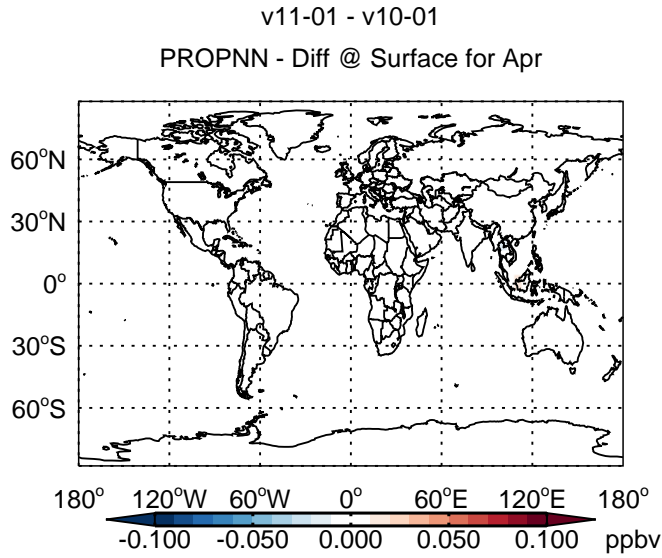 v11-01 - v10-01
PROPNN - Diff @ Surface for Apr
60°N
30°N
0°
30°S
60°S
180° 120°W 60°W 0° 60°E 120°E 180°
-0.100 -0.050 0.000 0.050 0.100 ppbv